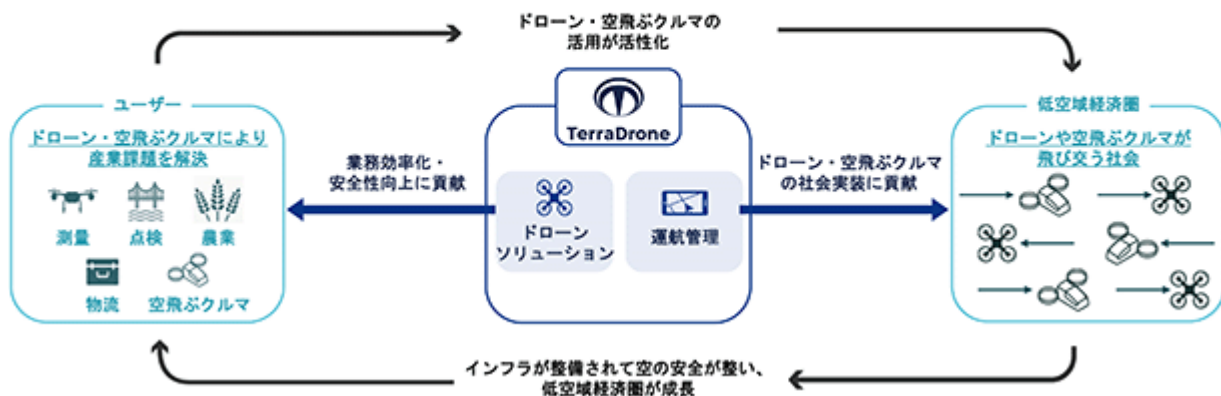 ドローン・空飛ぶクルマの
活用が活性化
ユーザー
ドローン・空飛ぶクルマにより
産業課題を解決
測量
点検
農業
物流
空飛ぶクルマ
業務効率化・
安全性向上に貢献
TerraDrone
ドローン
ソリューション
運航管理
ドローン・空飛ぶクルマ
の社会実装に貢献
低空域経済圏
ドローンや空飛ぶクルマが
飛び交う社会
インフラが整備されて空の安全が整い、
低空域経済圏が成長